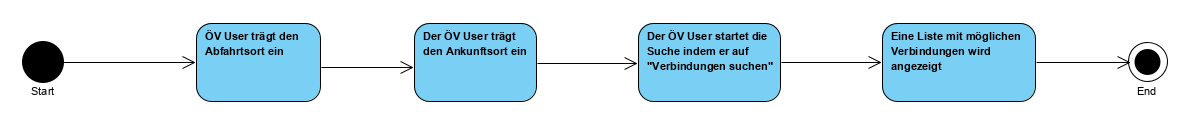 Start
ÖV User trägt den
Abfahrtsort ein
Der ÖV User trägt
den Ankunftsort ein
Der ÖV User startet die
Suche indem er auf
"Verbindungen suchen"
Eine Liste mit möglichen
Verbindungen wird
angezeigt
End